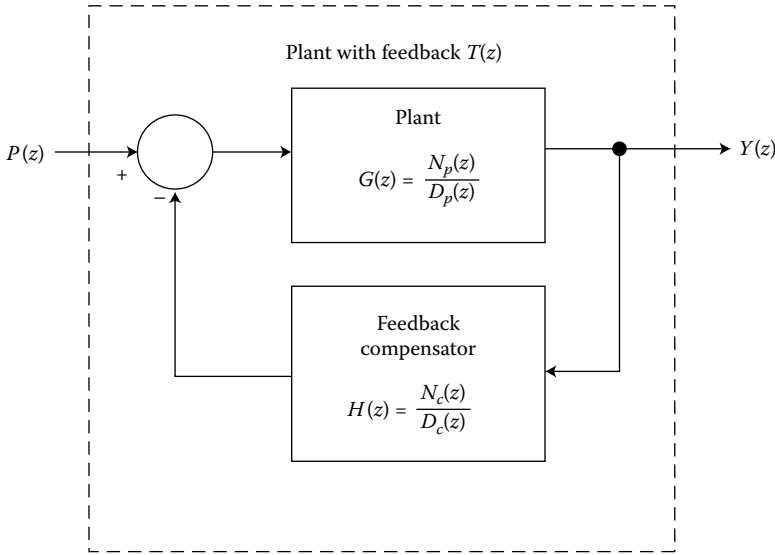 Plant with feedback T(z)
Plant
P(z)
Y(z)
+
G(z) = N_p(z) / D_p(z)
−
Feedback
compensator
H(z) = N_c(z) / D_c(z)